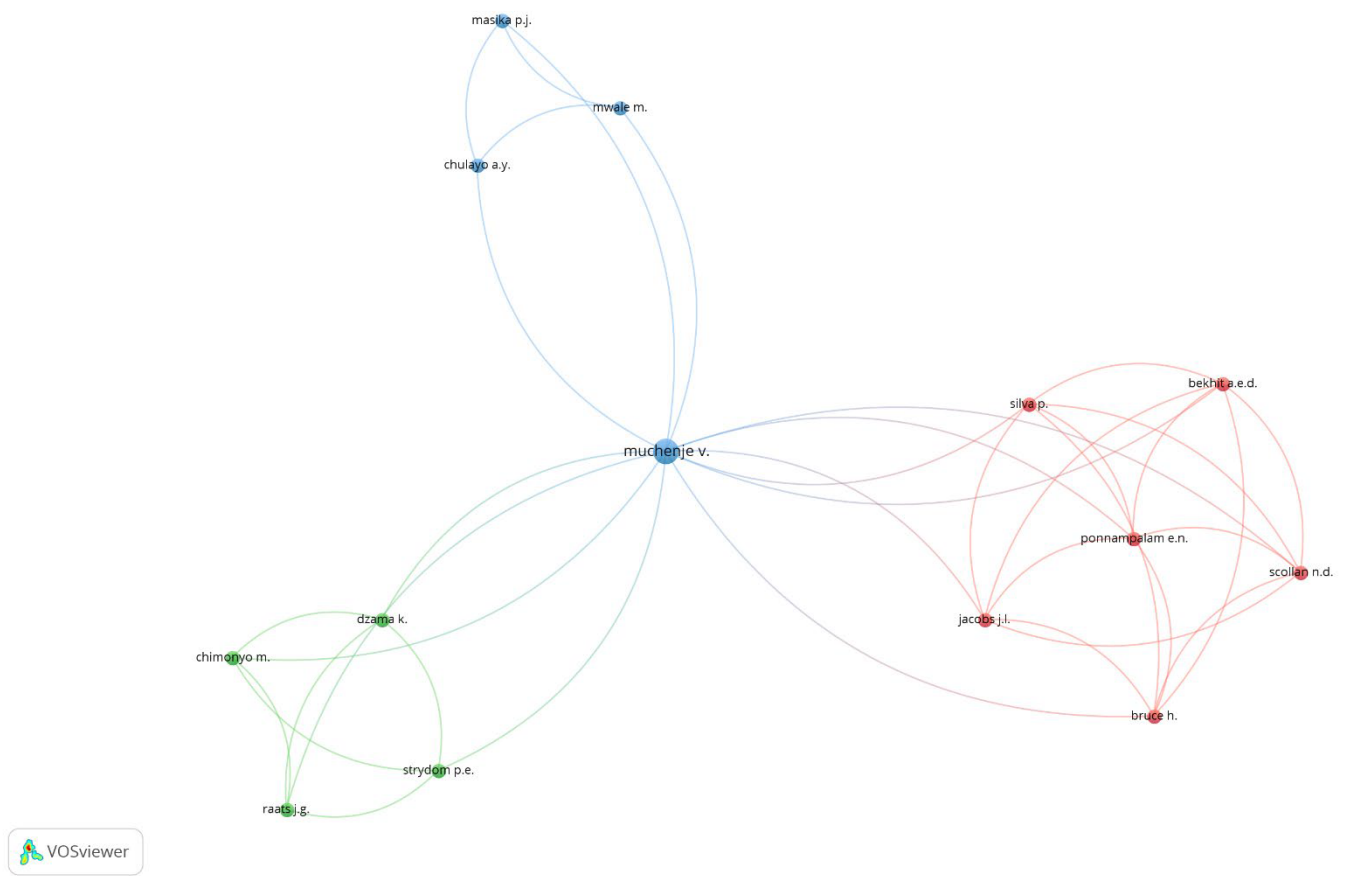 masika p.j.
mwale m.
chulayo a.y.
bekhit a.e.d.
silva p.
muchenje v.
ponnampalam e.n.
scollan n.d.
dzama k.
jacobs j.l.
chimonyo m.
bruce h.
strydom p.e.
raats j.g.
VOSviewer